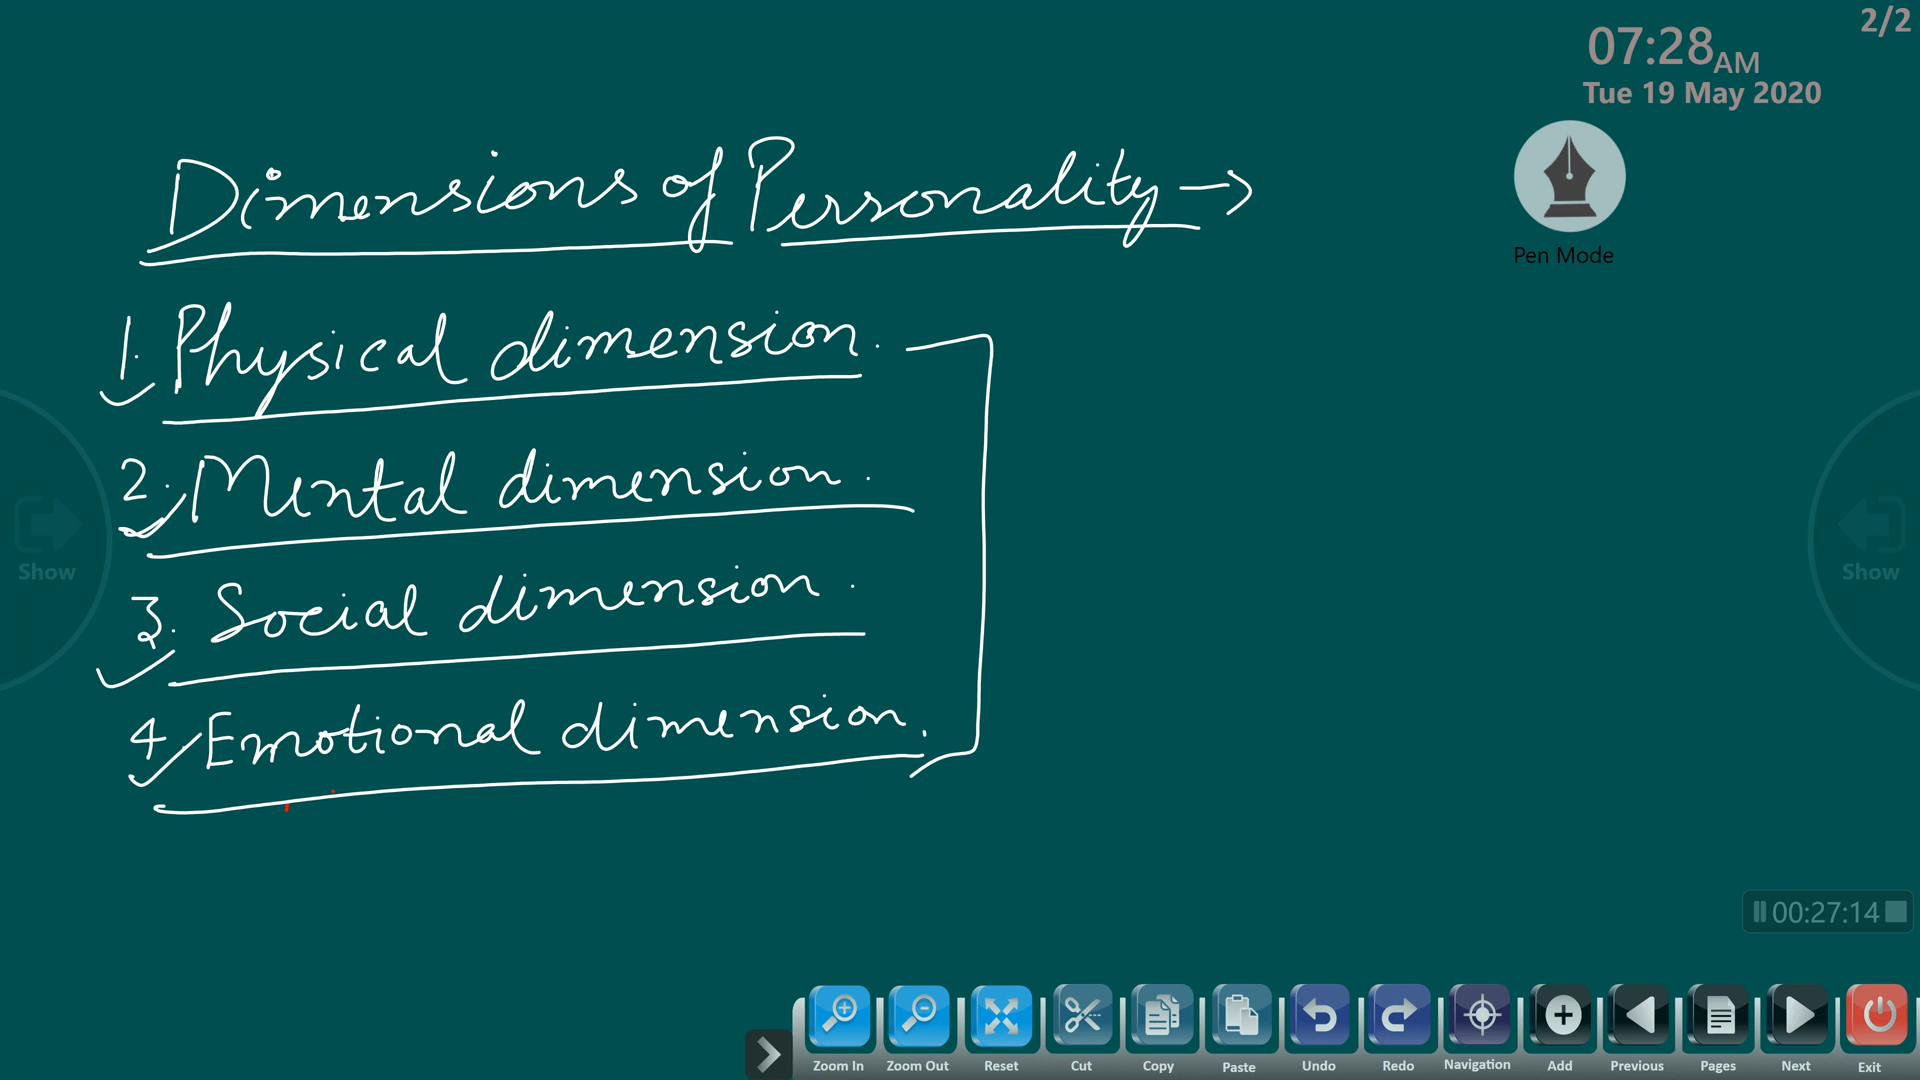 2/2
07:28 AM
Tue 19 May 2020
Pen Mode
Dimensions of Personality →
1. Physical dimension.
2. Mental dimension.
3. Social dimension.
4. Emotional dimension.
Show
Show
00:27:14
Zoom In Zoom Out Reset Cut Copy Paste Undo Redo Navigation Add Previous Pages Next Exit